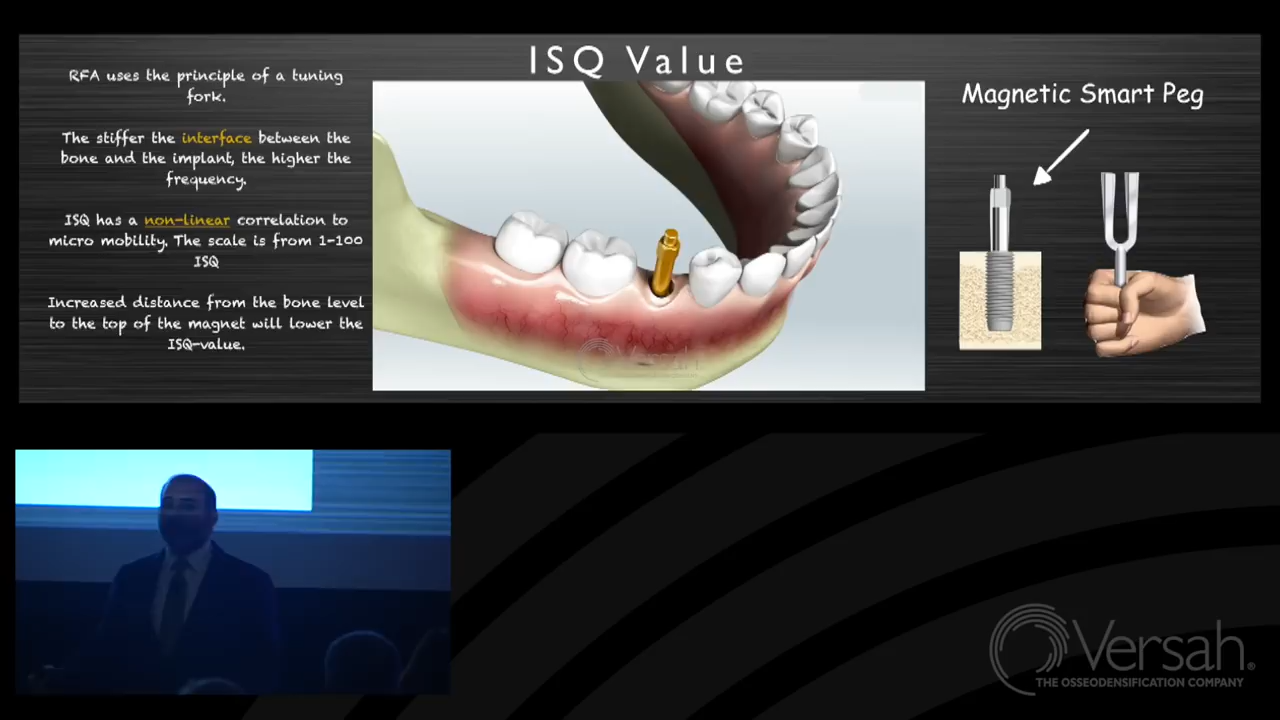 ISQ Value
RFA uses the principle of a tuning
fork.
The stiffer the interface between the
bone and the implant, the higher the
frequency.
ISQ has a non-linear correlation to
micro mobility. The scale is from 1-100
ISQ
Increased distance from the bone level
to the top of the magnet will lower the
ISQ-value.
Magnetic Smart Peg
Versah
Versah®
THE OSSEODENSIFICATION COMPANY